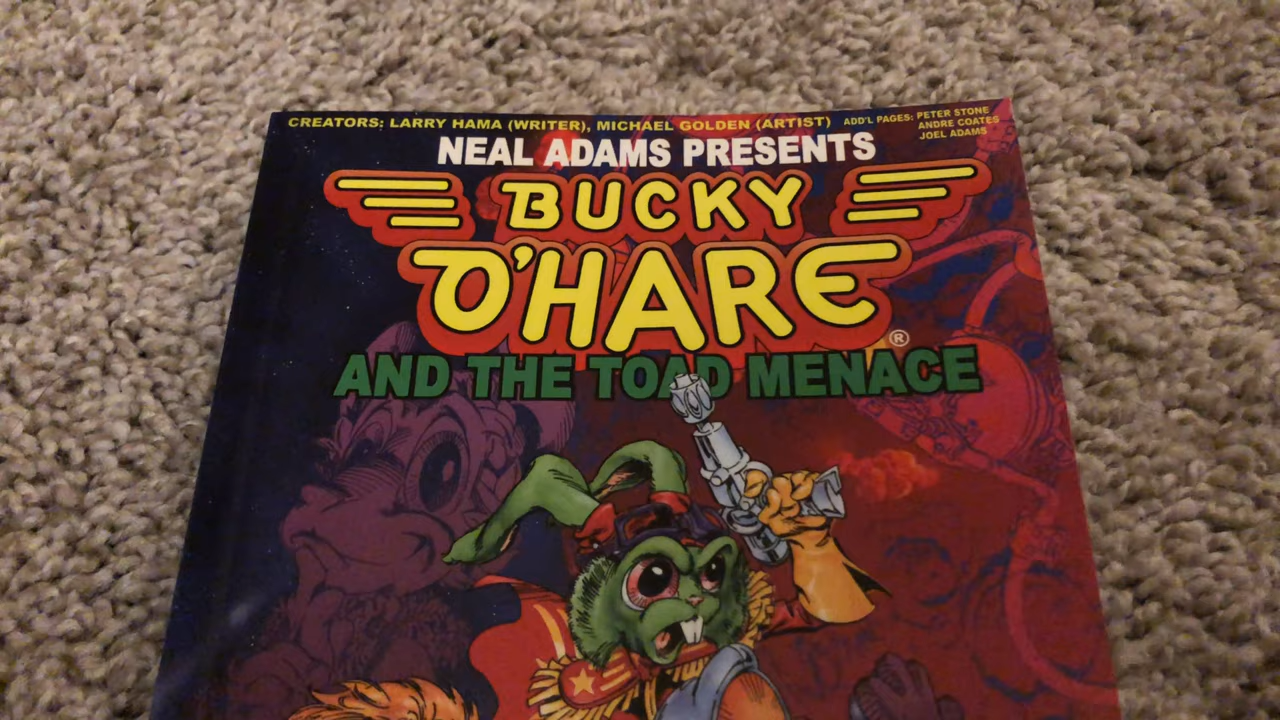 CREATORS: LARRY HAMA (WRITER), MICHAEL GOLDEN (ARTIST)
ADD'L PAGES: PETER STONE
ANDRE COATES
JOEL ADAMS
NEAL ADAMS PRESENTS
BUCKY
O'HARE
®
AND THE TOAD MENACE